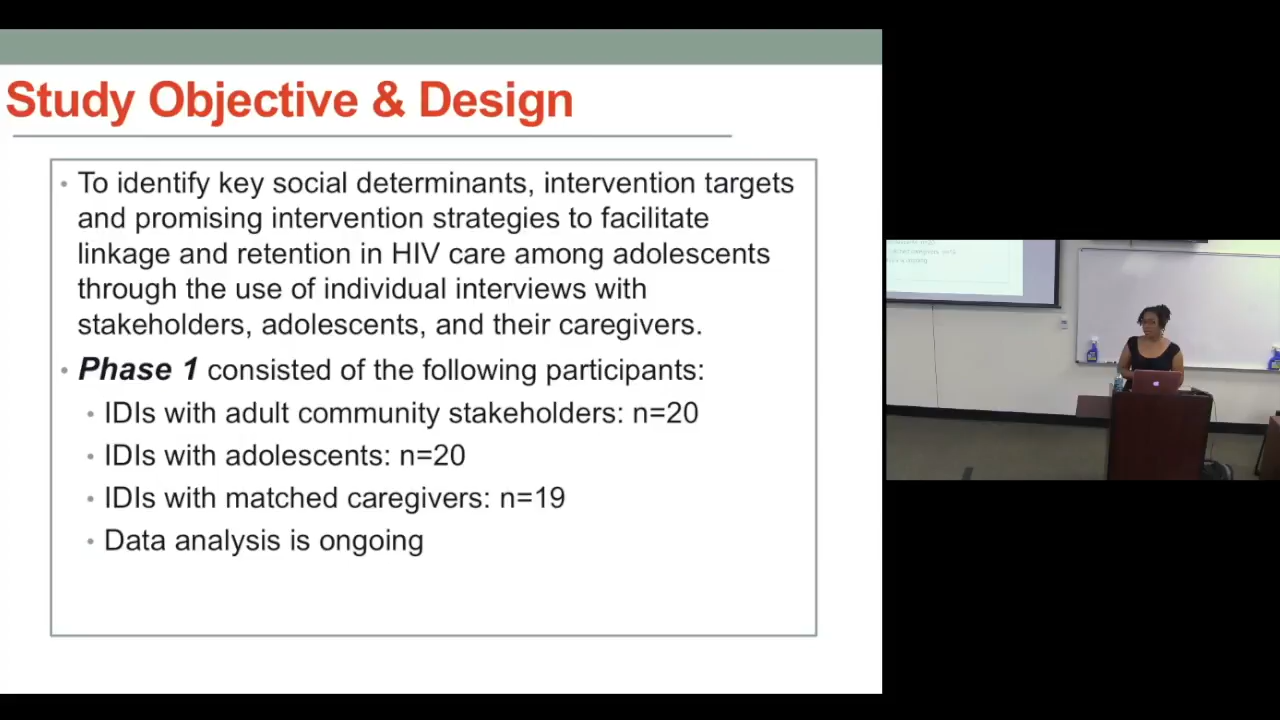 Study Objective & Design
• To identify key social determinants, intervention targets
and promising intervention strategies to facilitate
linkage and retention in HIV care among adolescents
through the use of individual interviews with
stakeholders, adolescents, and their caregivers.
• Phase 1 consisted of the following participants:
• IDIs with adult community stakeholders: n=20
• IDIs with adolescents: n=20
• IDIs with matched caregivers: n=19
• Data analysis is ongoing